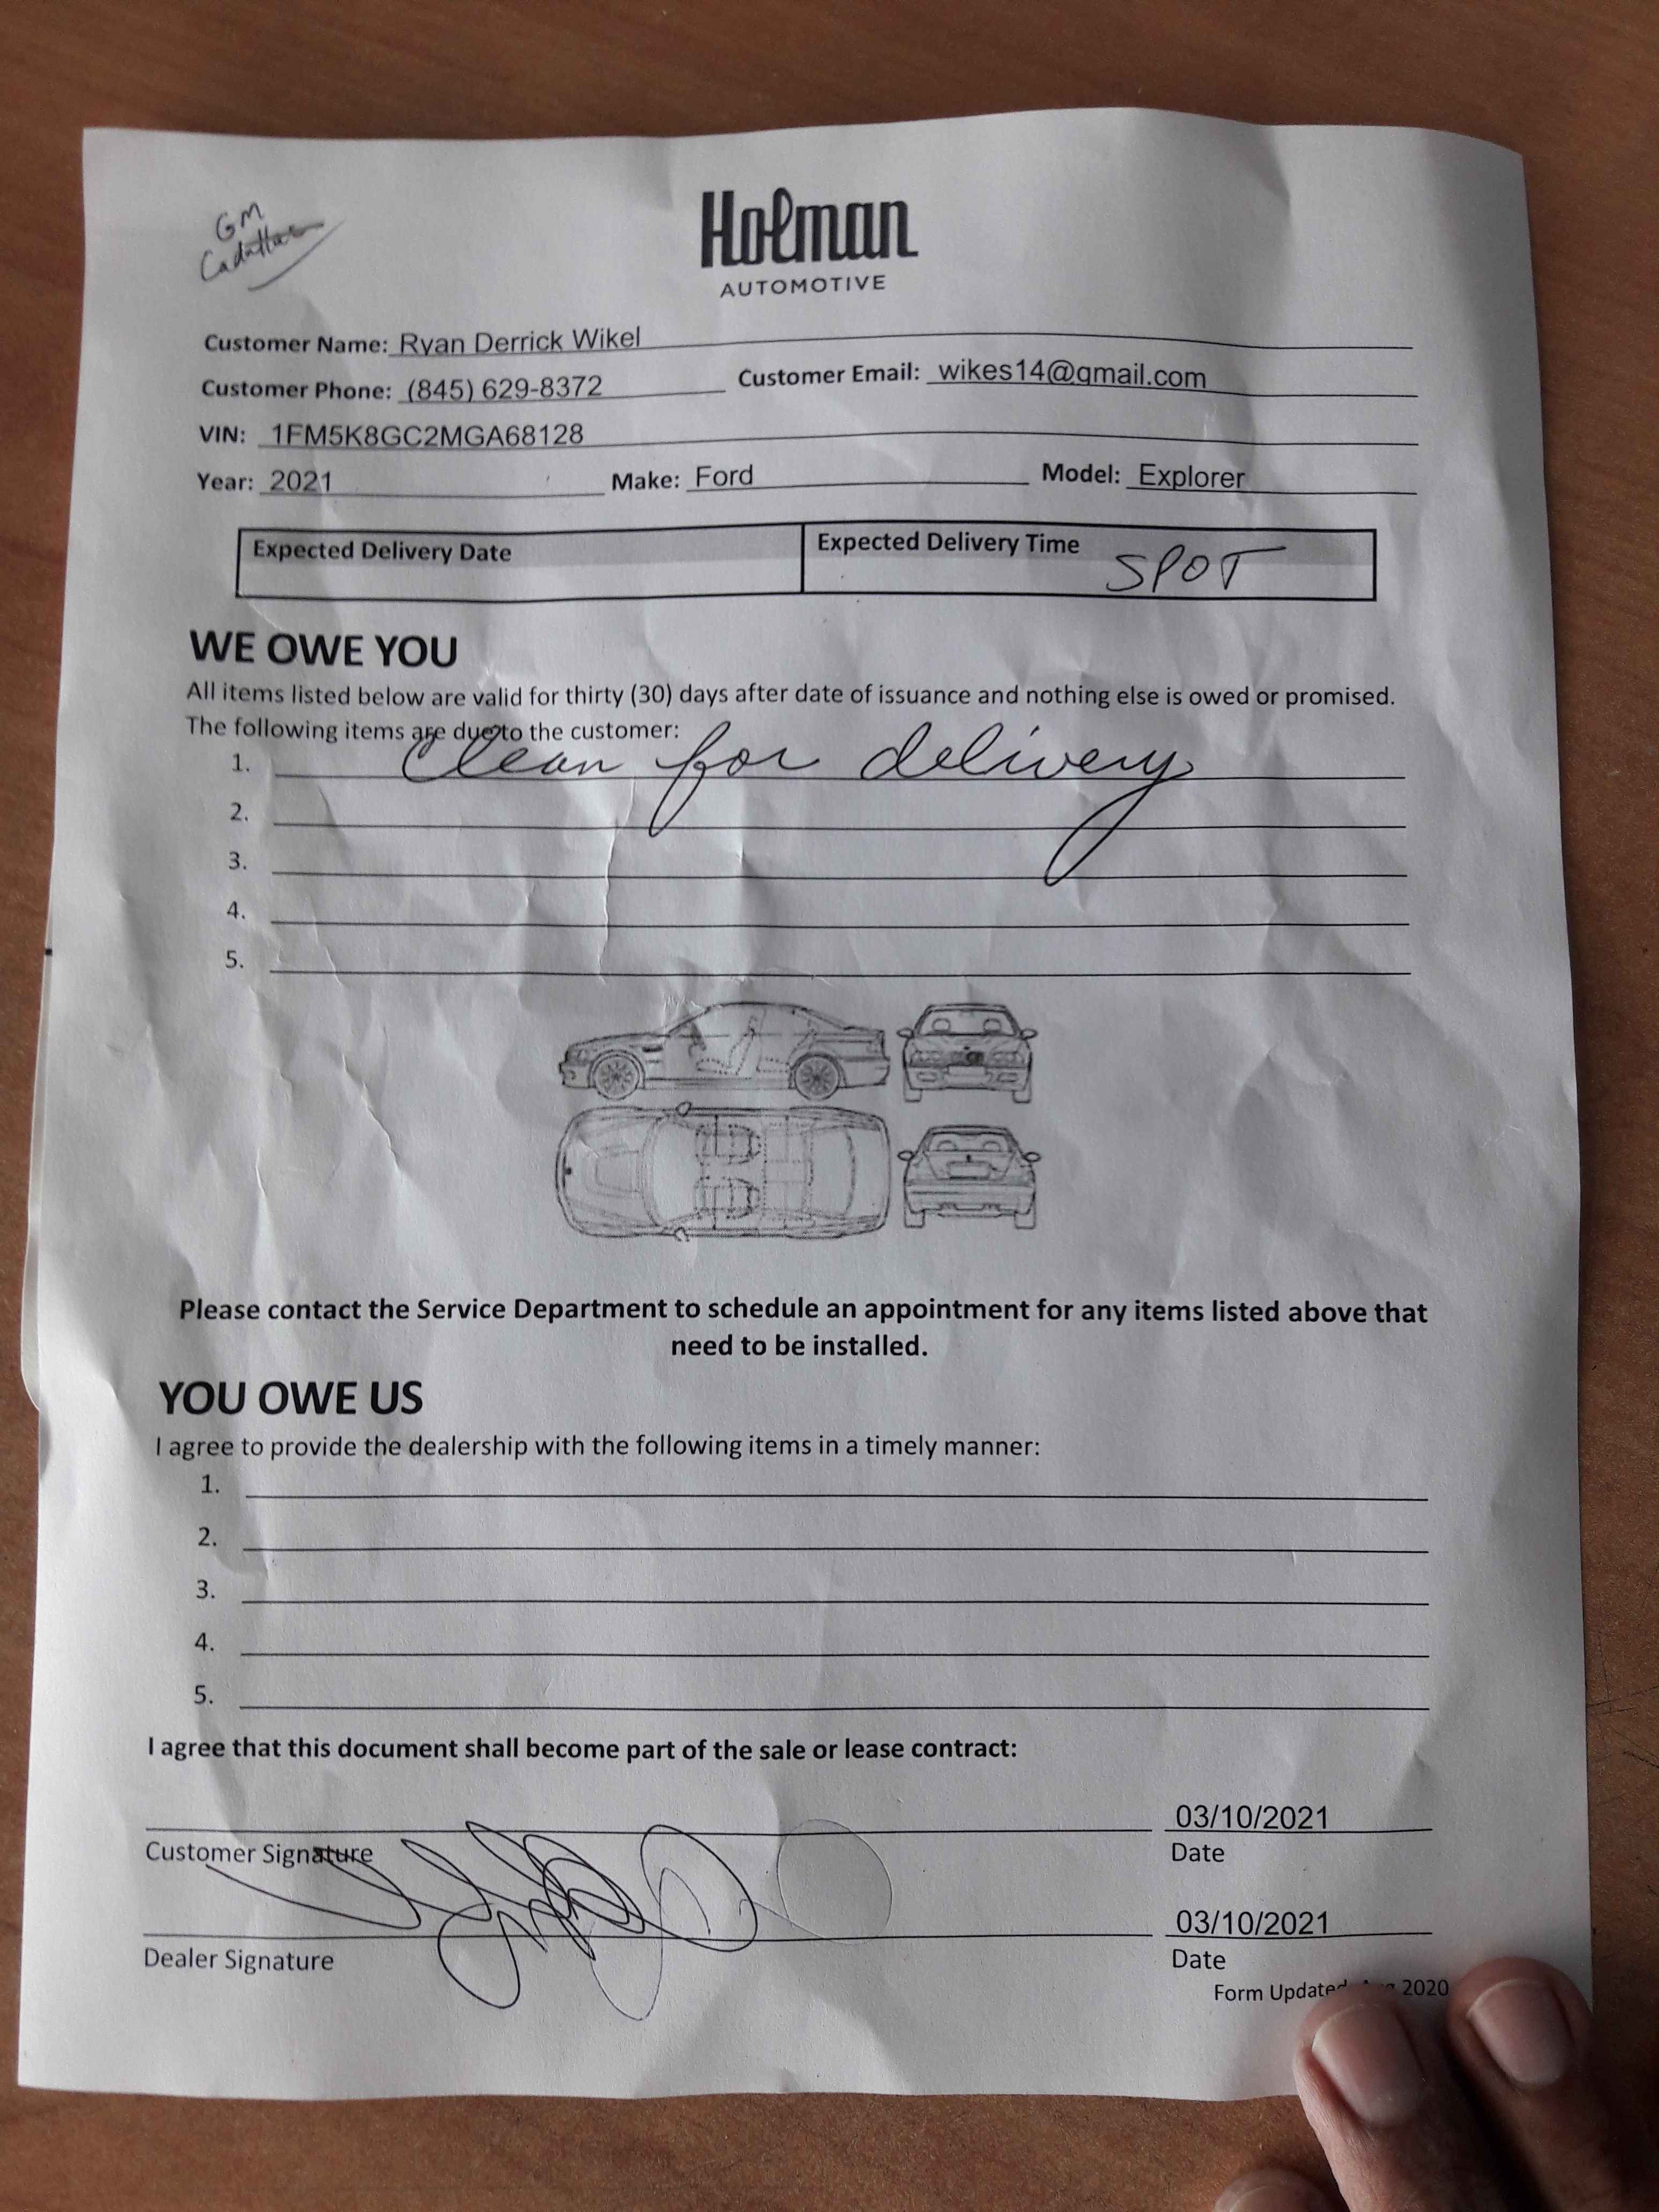 GM
Holman
AUTOMOTIVE
Customer Name: Ryan Derrick Wikel
Customer Phone: (845) 629-8372 Customer Email: wikes14@gmail.com
VIN: 1FM5K8GC2MGA68128
Year: 2021 Make: Ford Model: Explorer
Expected Delivery Date Expected Delivery Time SPOT
WE OWE YOU
All items listed below are valid for thirty (30) days after date of issuance and nothing else is owed or promised.
The following items are due to the customer:
1. Clean for delivery
2.
3.
4.
5.
Please contact the Service Department to schedule an appointment for any items listed above that
need to be installed.
YOU OWE US
I agree to provide the dealership with the following items in a timely manner:
1.
2.
3.
4.
5.
I agree that this document shall become part of the sale or lease contract:
03/10/2021
Customer Signature Date
03/10/2021
Dealer Signature Date
Form Updated 2020